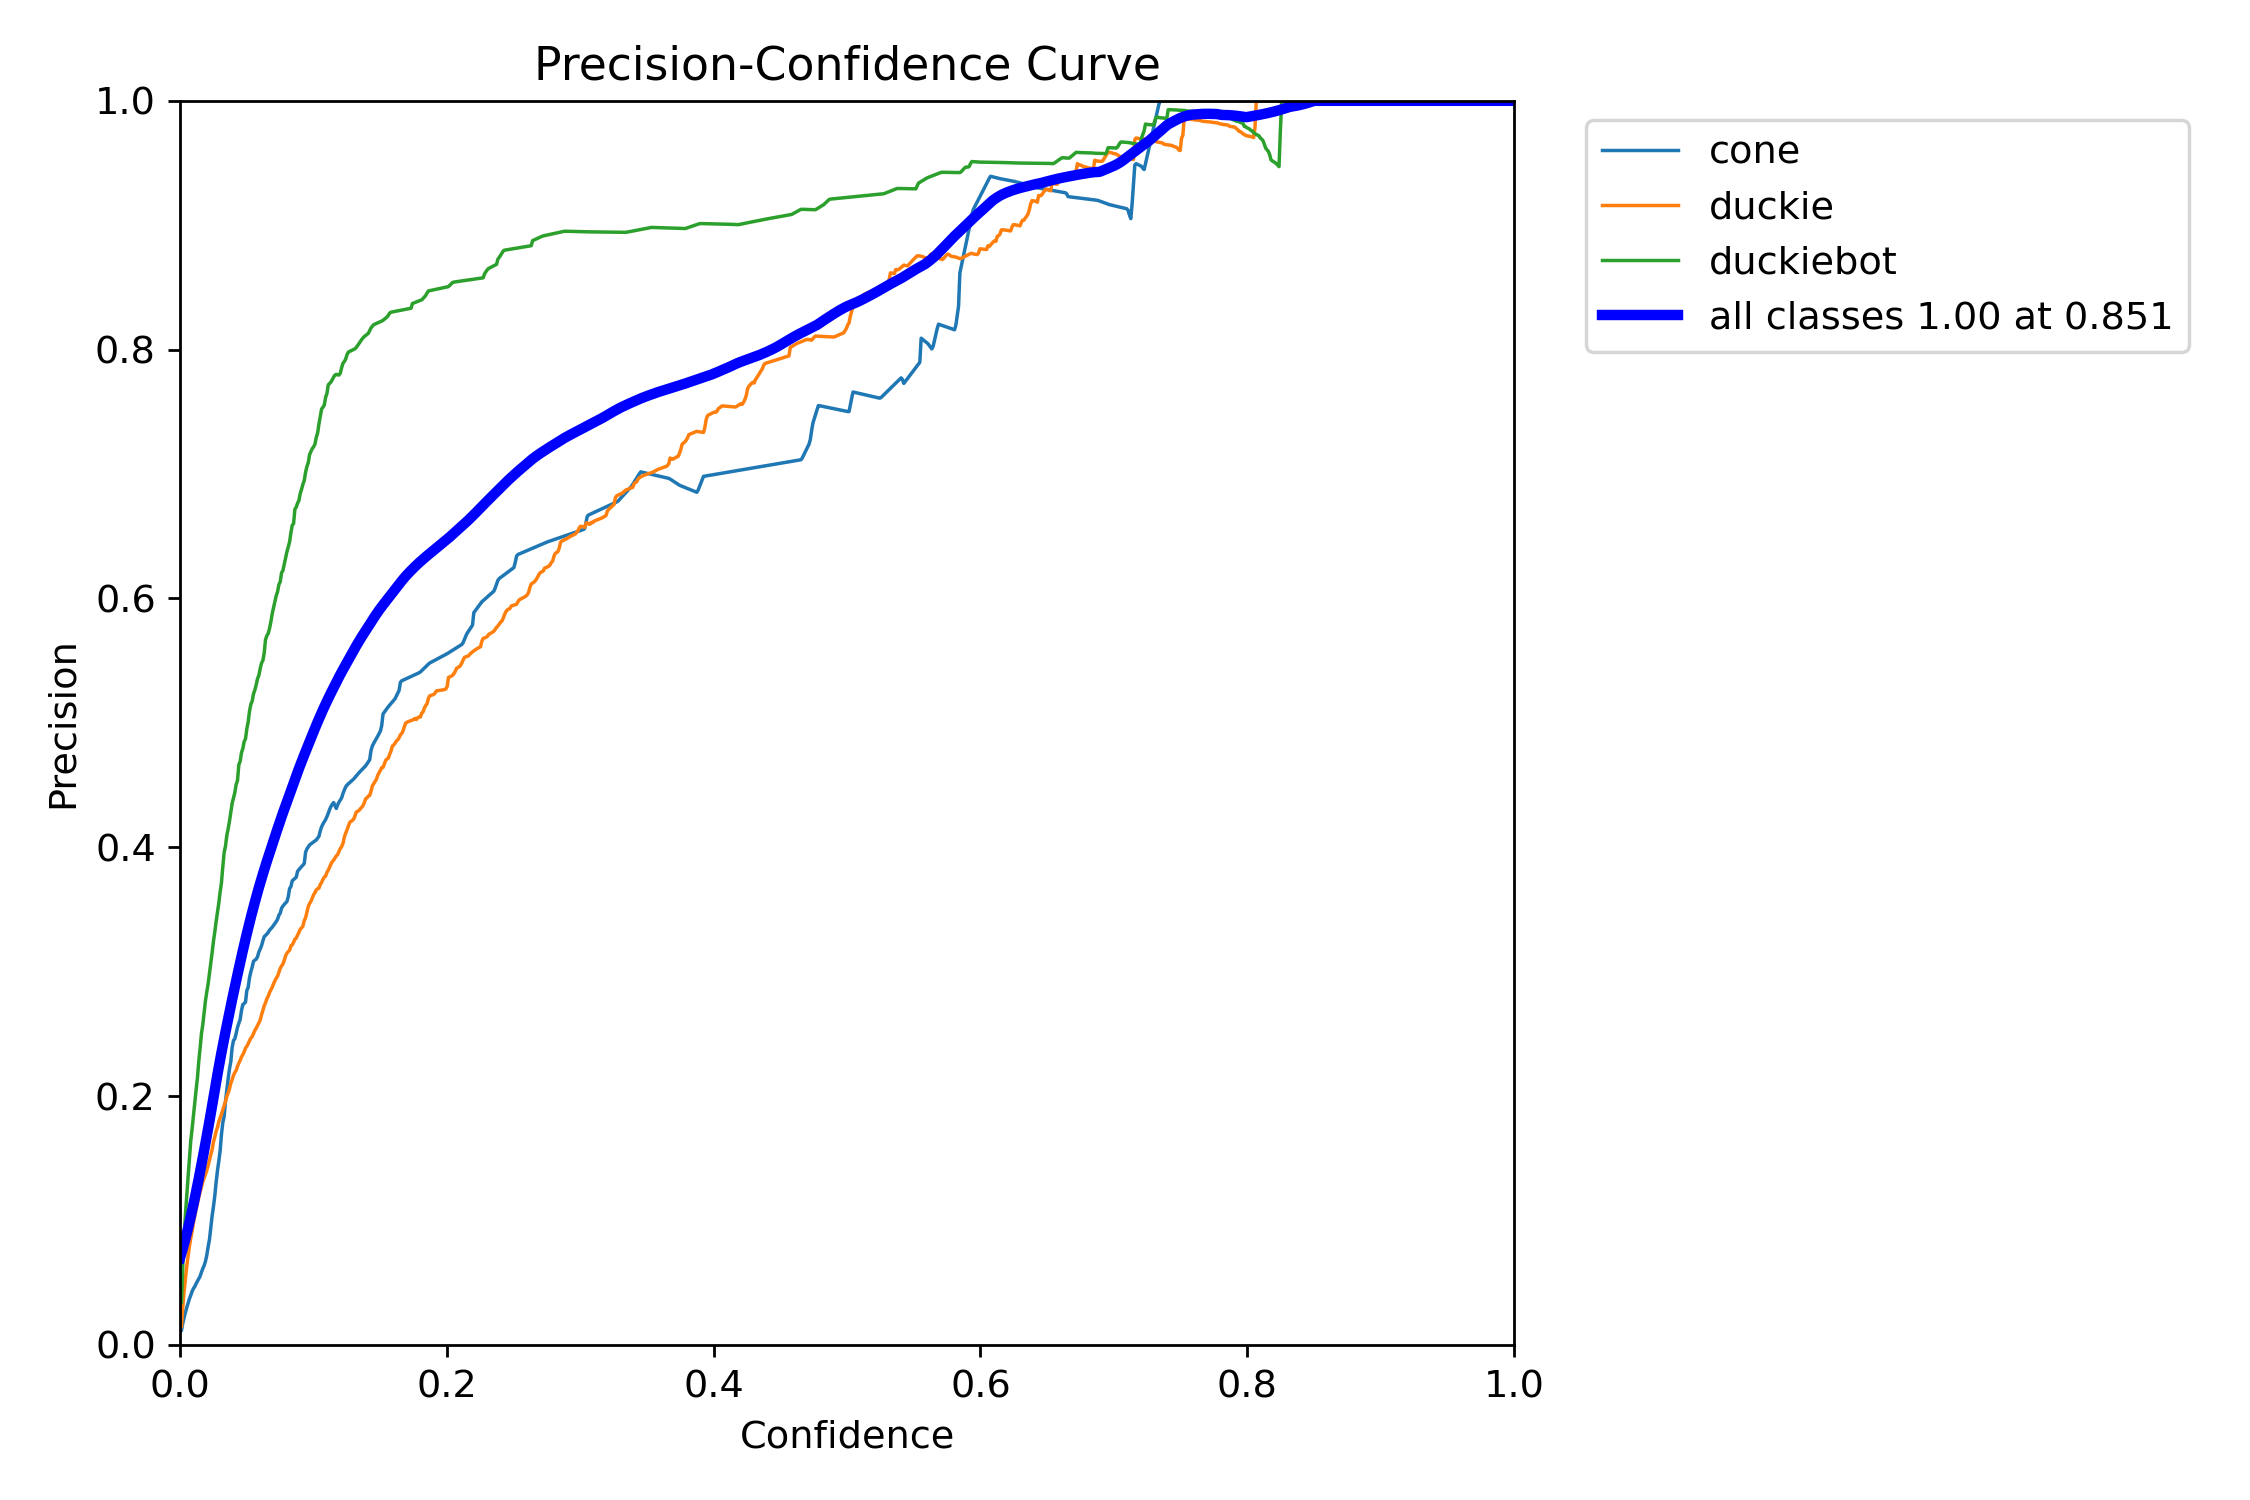 Precision-Confidence Curve
1.0
0.8
0.6
0.4
0.2
0.0
Precision
0.0 0.2 0.4 0.6 0.8 1.0
Confidence
cone
duckie
duckiebot
all classes 1.00 at 0.851